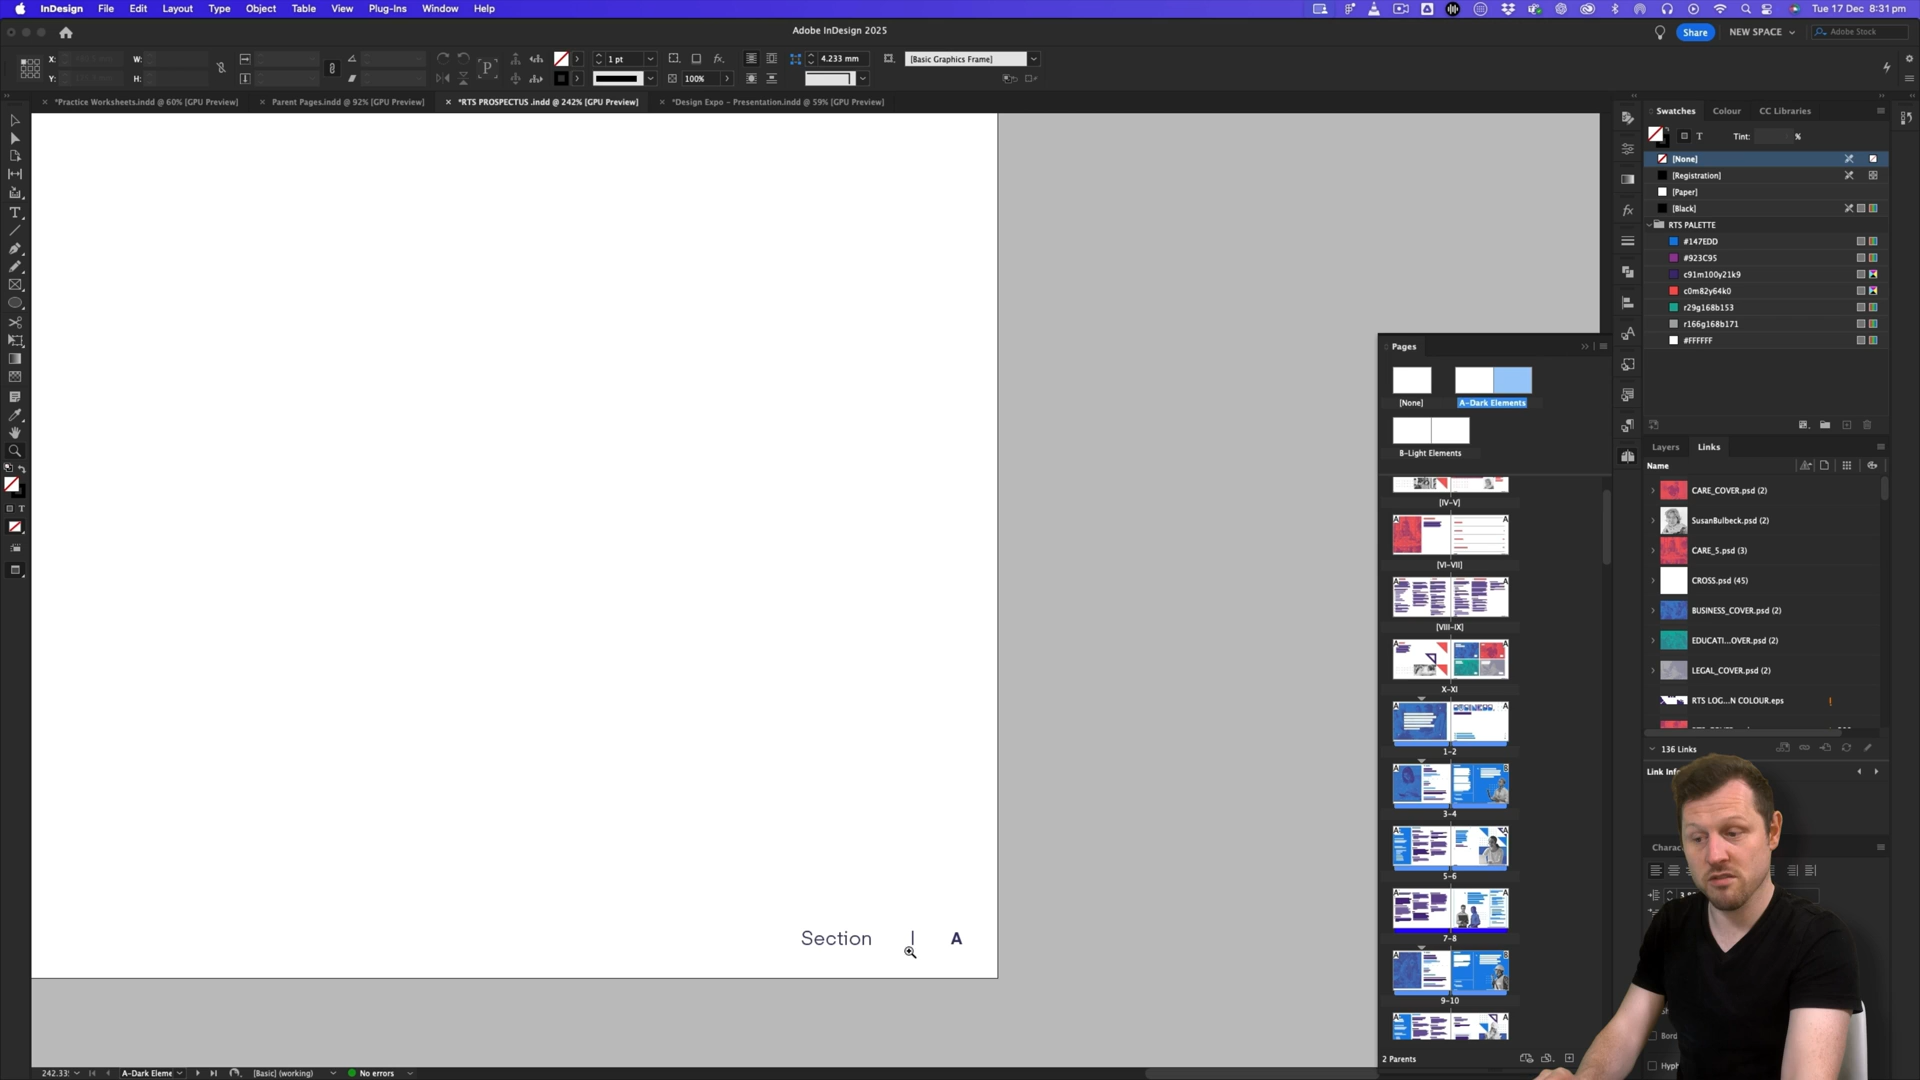 InDesign File Edit Layout Type Object Table View Plug-Ins Window Help Tue 17 Dec 8:31 pm
Adobe InDesign 2025
Share NEW SPACE Adobe Stock
X: W: 1 pt 4.233 mm [Basic Graphics Frame]
Y: H: 100%
*Practice Worksheets.indd @ 60% [GPU Preview] Parent Pages.indd @ 92% [GPU Preview] *RTS PROSPECTUS .indd @ 242% [GPU Preview] *Design Expo - Presentation.indd @ 59% [GPU Preview]
Swatches Colour CC Libraries
T Tint: %
[None]
[Registration]
[Paper]
[Black]
RTS PALETTE
#147EDD
#923C95
c91m100y21k9
c0m82y64k0
r29g168b153
r166g168b171
#FFFFFF
Pages
[None] A-Dark Elements
B-Light Elements
[IV-V]
[VI-VII]
[VIII-IX]
X-XI
1-2
3-4
5-6
7-8
9-10
2 Parents
Layers Links
Name
CARE_COVER.psd (2)
SusanBulbeck.psd (2)
CARE_5.psd (3)
CROSS.psd (45)
BUSINESS_COVER.psd (2)
EDUCATI...OVER.psd (2)
LEGAL_COVER.psd (2)
RTS LOG...N COLOUR.eps
136 Links
Section | A
242.33 A-Dark Eleme [Basic] (working) No errors